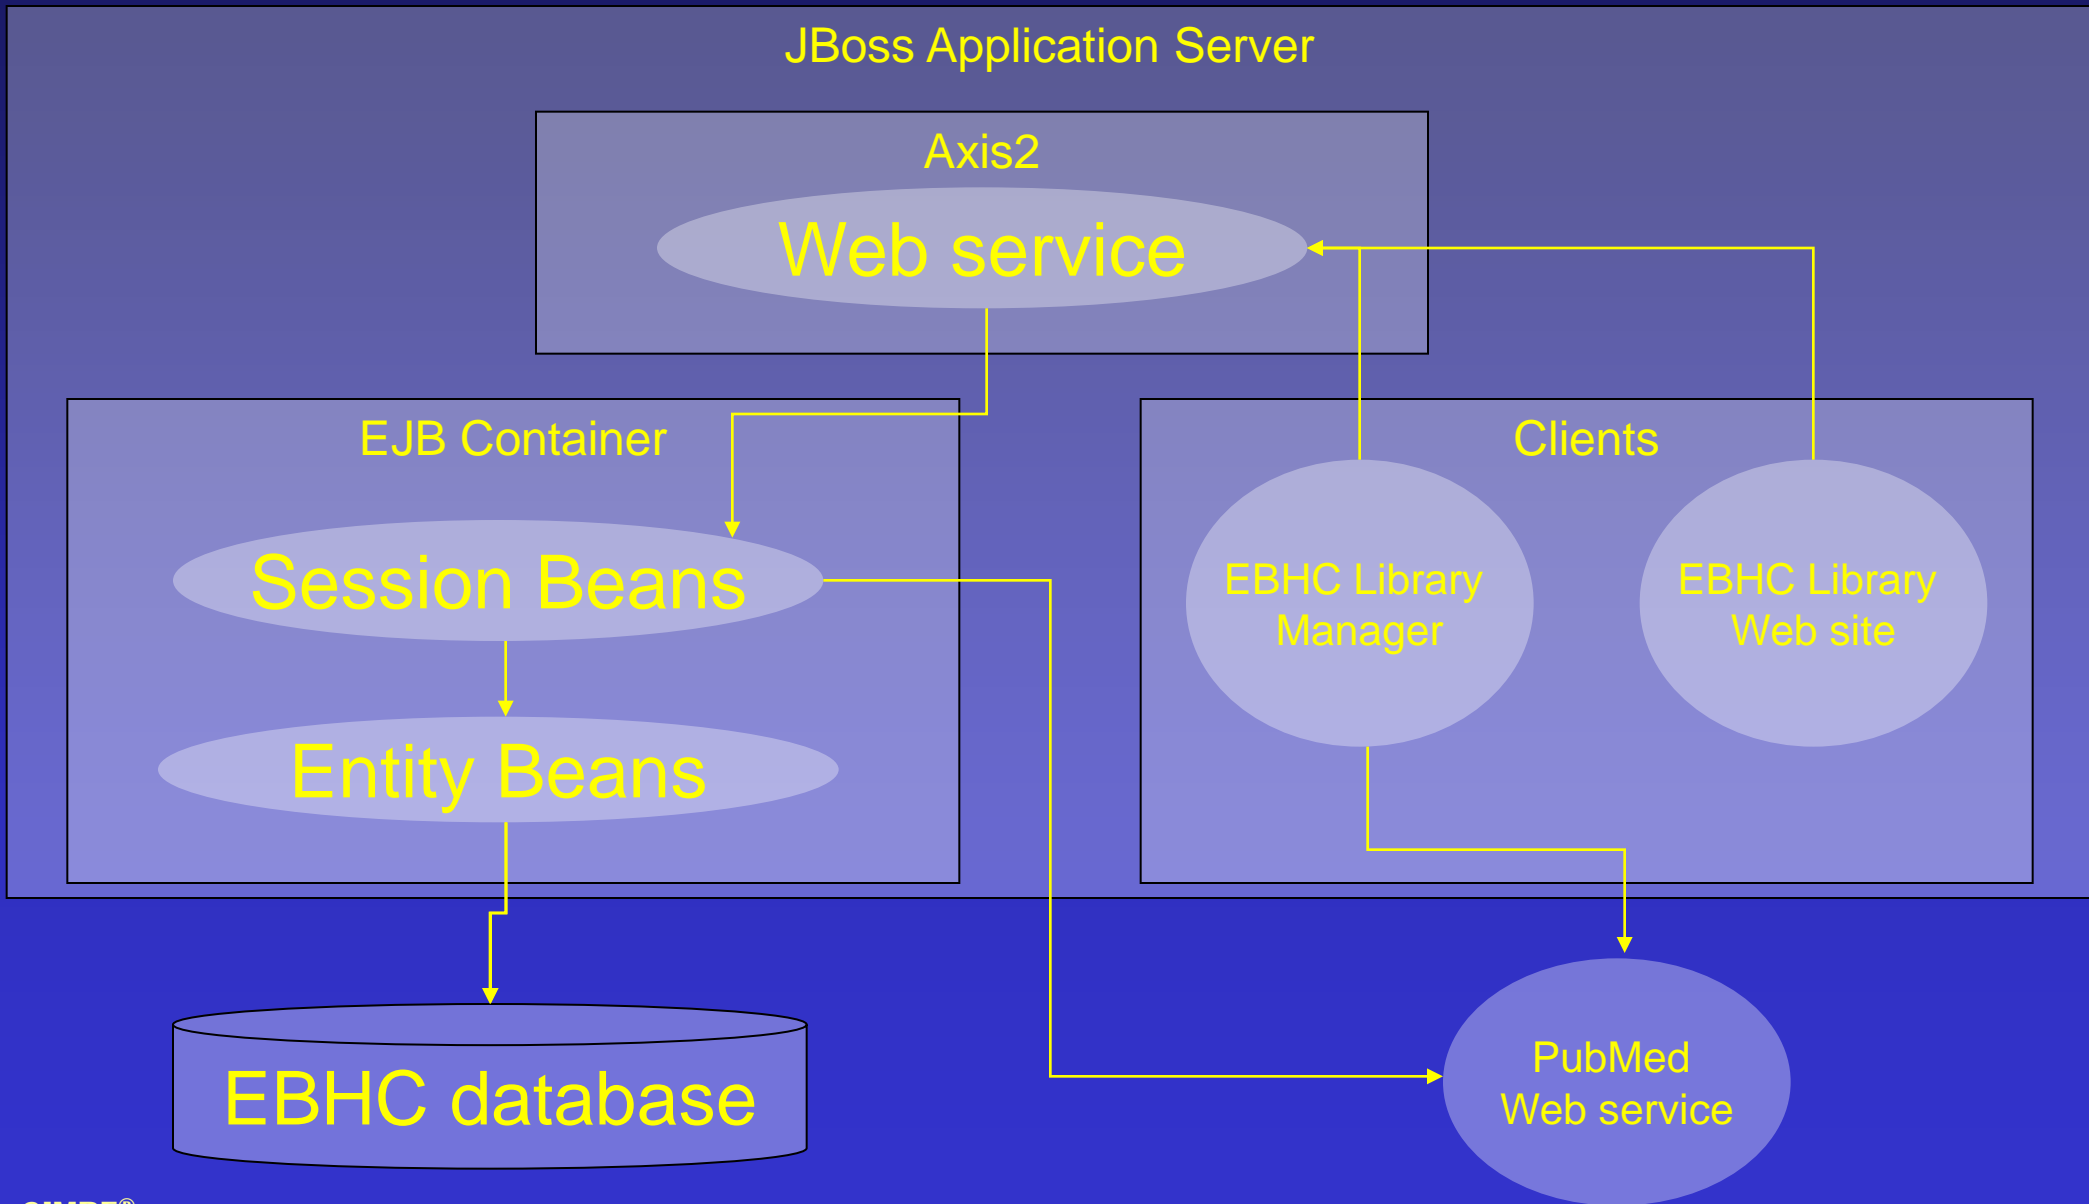 JBoss Application Server
Axis2
Web service
EJB Container
Session Beans
Entity Beans
Clients
EBHC Library
Manager
EBHC Library
Web site
EBHC database
PubMed
Web service